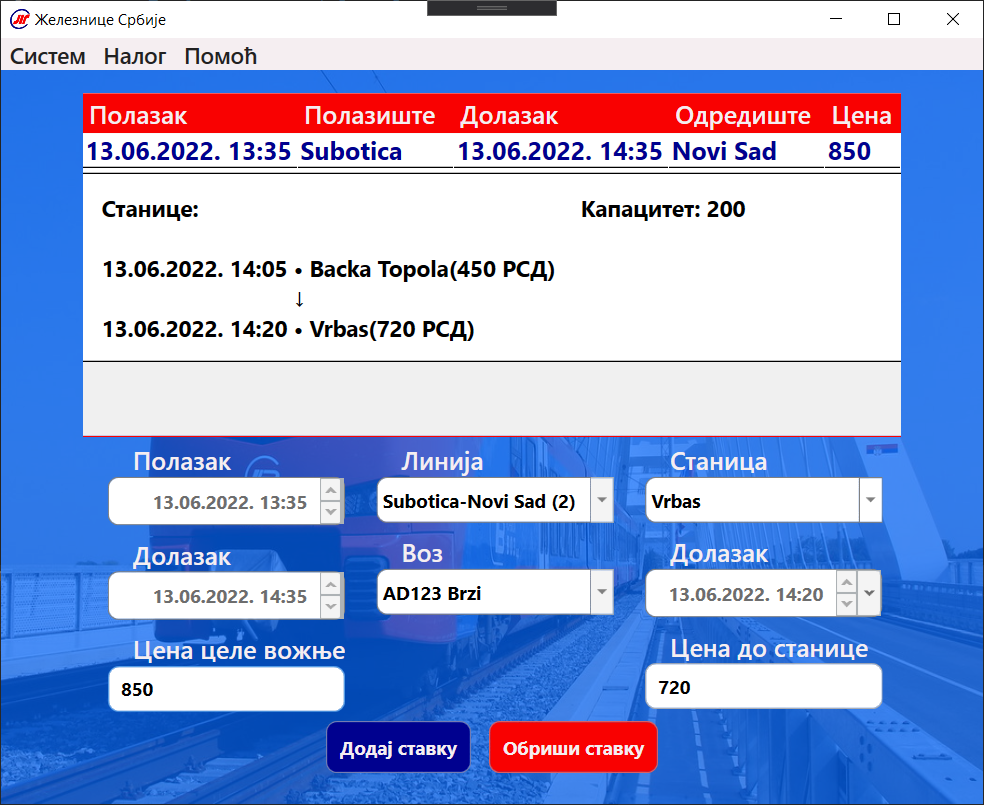 Железнице Србије
Систем Налог Помоћ
Полазак Полазиште Долазак Одредиште Цена
13.06.2022. 13:35 Subotica 13.06.2022. 14:35 Novi Sad 850
Станице: Капацитет: 200
13.06.2022. 14:05 • Backa Topola(450 РСД)
↓
13.06.2022. 14:20 • Vrbas(720 РСД)
Полазак Линија Станица
13.06.2022. 13:35 Subotica-Novi Sad (2) Vrbas
Долазак Воз Долазак
13.06.2022. 14:35 AD123 Brzi 13.06.2022. 14:20
Цена целе вожње Цена до станице
850 720
Додај ставку Обриши ставку